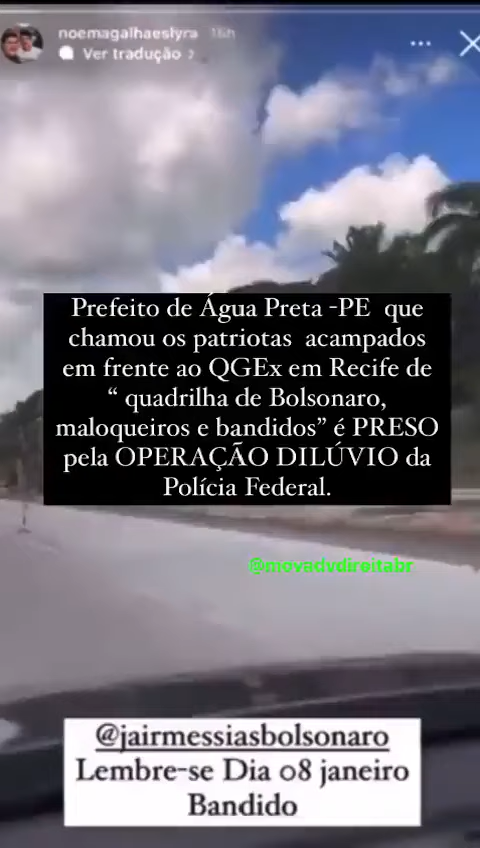 noemagalhaeslyra 16h
Ver tradução >
Prefeito de Água Preta -PE que
chamou os patriotas acampados
em frente ao QGEx em Recife de
“ quadrilha de Bolsonaro,
maloqueiros e bandidos” é PRESO
pela OPERAÇÃO DILÚVIO da
Polícia Federal.
@movadvdireitabr
@jairmessiasbolsonaro
Lembre-se Dia 08 janeiro
Bandido